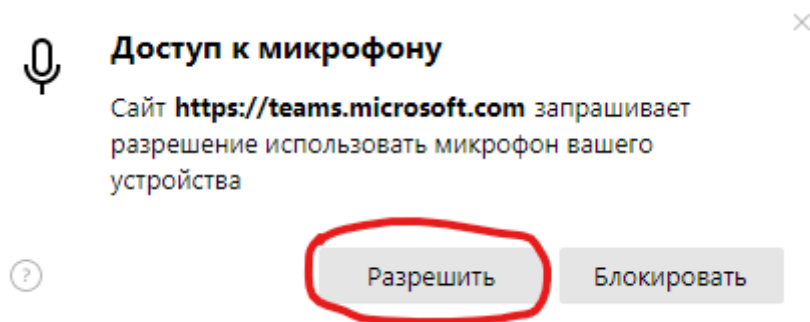 Доступ к микрофону
Сайт https://teams.microsoft.com запрашивает
разрешение использовать микрофон вашего
устройства
? Разрешить Блокировать